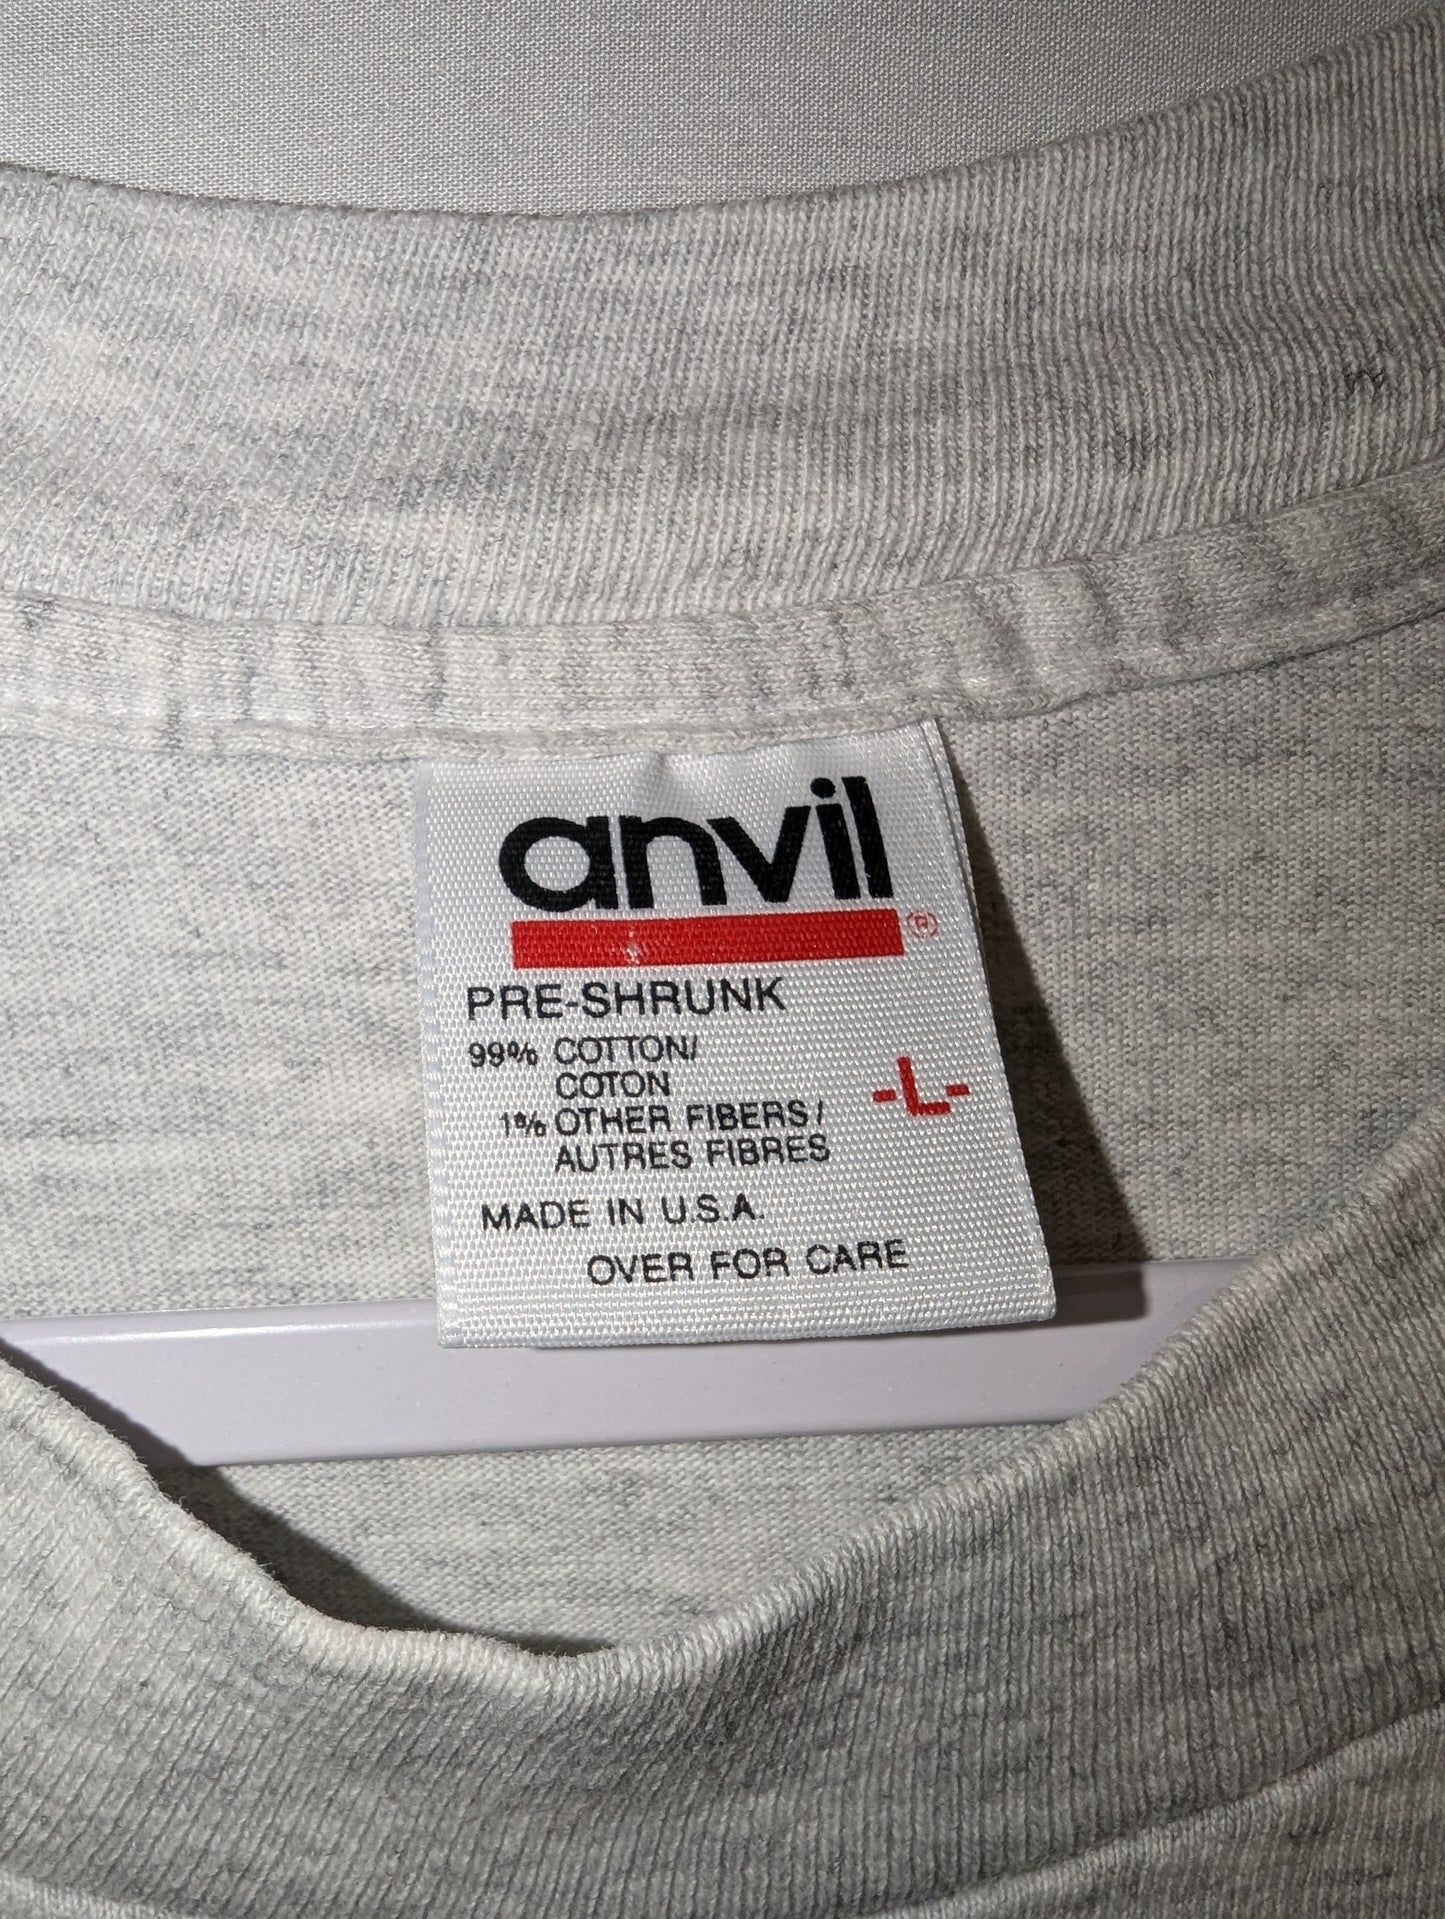 anvil
®
PRE-SHRUNK
99% COTTON/
COTON
1% OTHER FIBERS/
AUTRES FIBRES
-L-
MADE IN U.S.A.
OVER FOR CARE